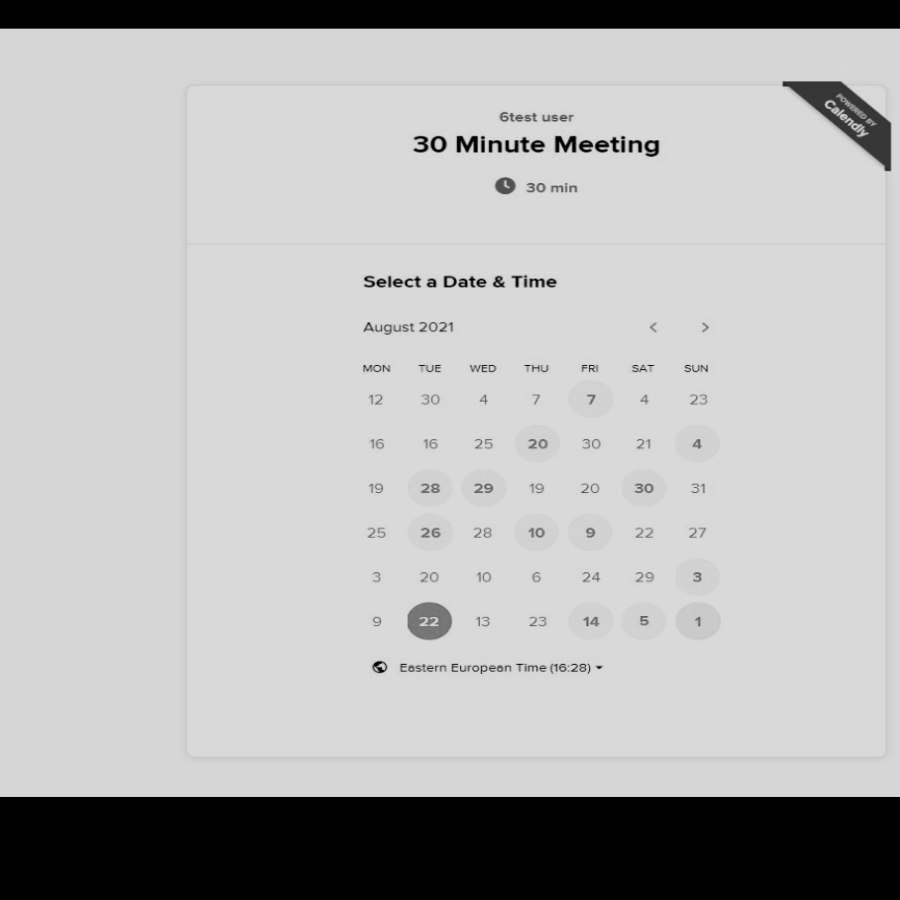 POWERED BY
Calendly
6test user
30 Minute Meeting
30 min
Select a Date & Time
August 2021
MON TUE WED THU FRI SAT SUN
12 30 4 7 7 4 23
16 16 25 20 30 21 4
19 28 29 19 20 30 31
25 26 28 10 9 22 27
3 20 10 6 24 29 3
9 22 13 23 14 5 1
Eastern European Time (16:28)